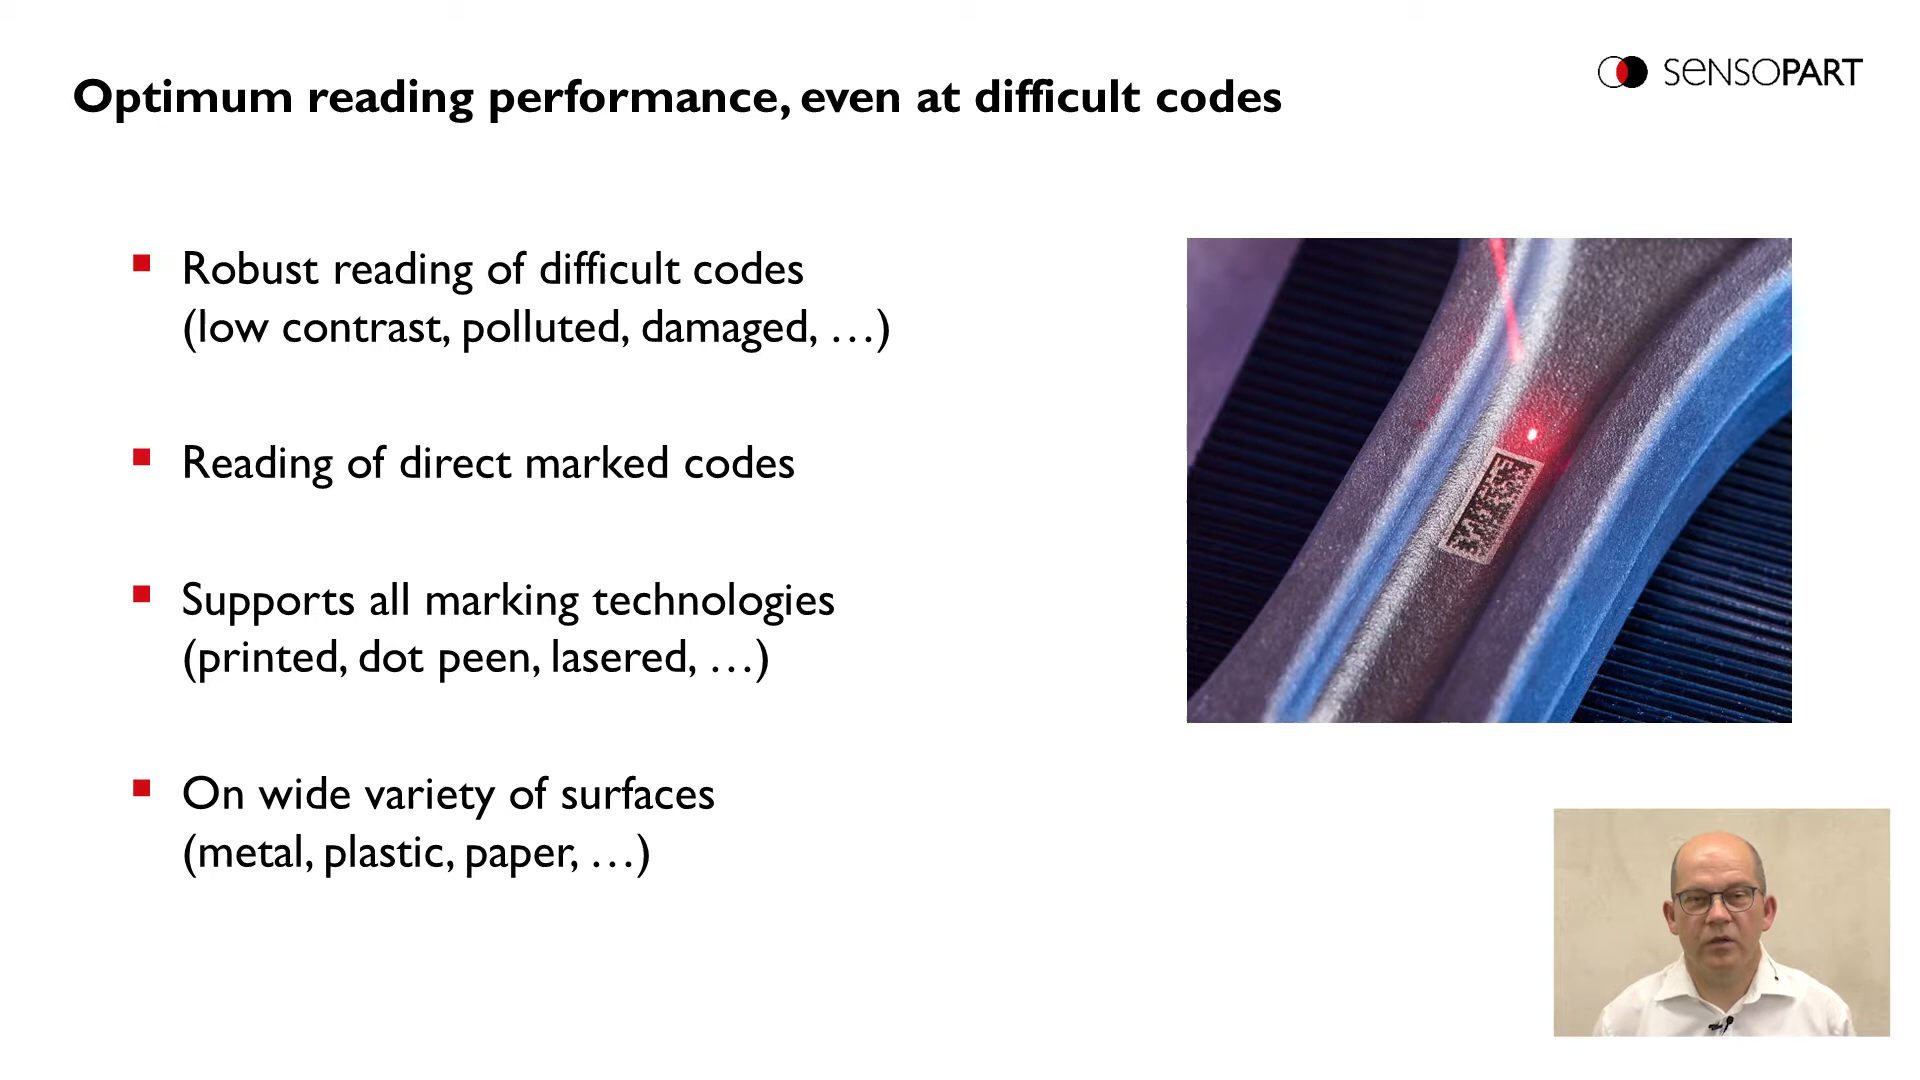 Optimum reading performance, even at difficult codes
SENSOPART
Robust reading of difficult codes
(low contrast, polluted, damaged, …)
Reading of direct marked codes
Supports all marking technologies
(printed, dot peen, lasered, …)
On wide variety of surfaces
(metal, plastic, paper, …)